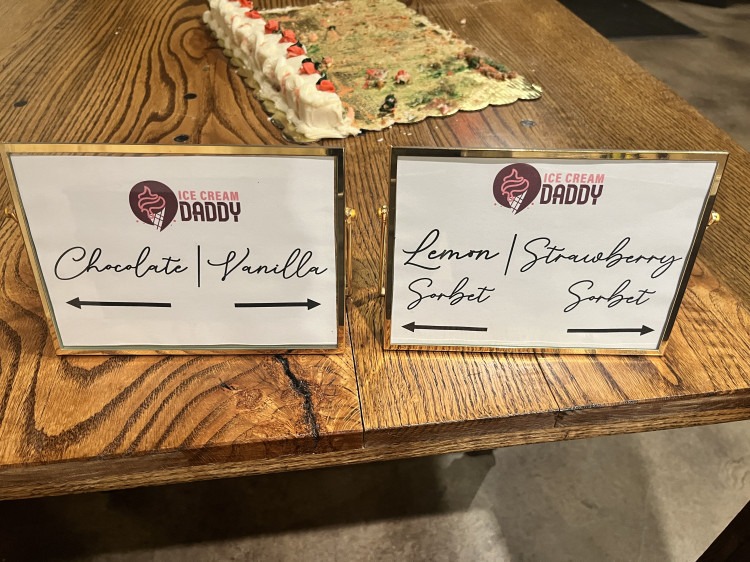 ICE CREAM
DADDY
Chocolate | Vanilla
ICE CREAM
DADDY
Lemon | Strawberry
Sorbet Sorbet